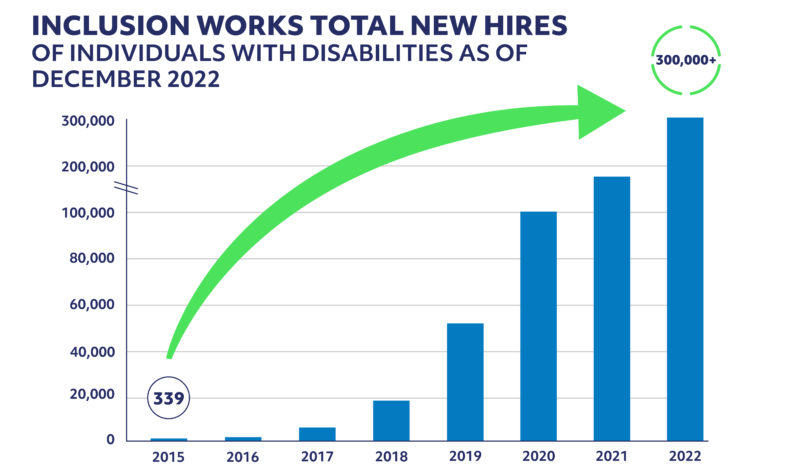 INCLUSION WORKS TOTAL NEW HIRES
OF INDIVIDUALS WITH DISABILITIES AS OF
DECEMBER 2022
300,000+
300,000
200,000
100,000
80,000
60,000
40,000
20,000
0
339
2015 2016 2017 2018 2019 2020 2021 2022